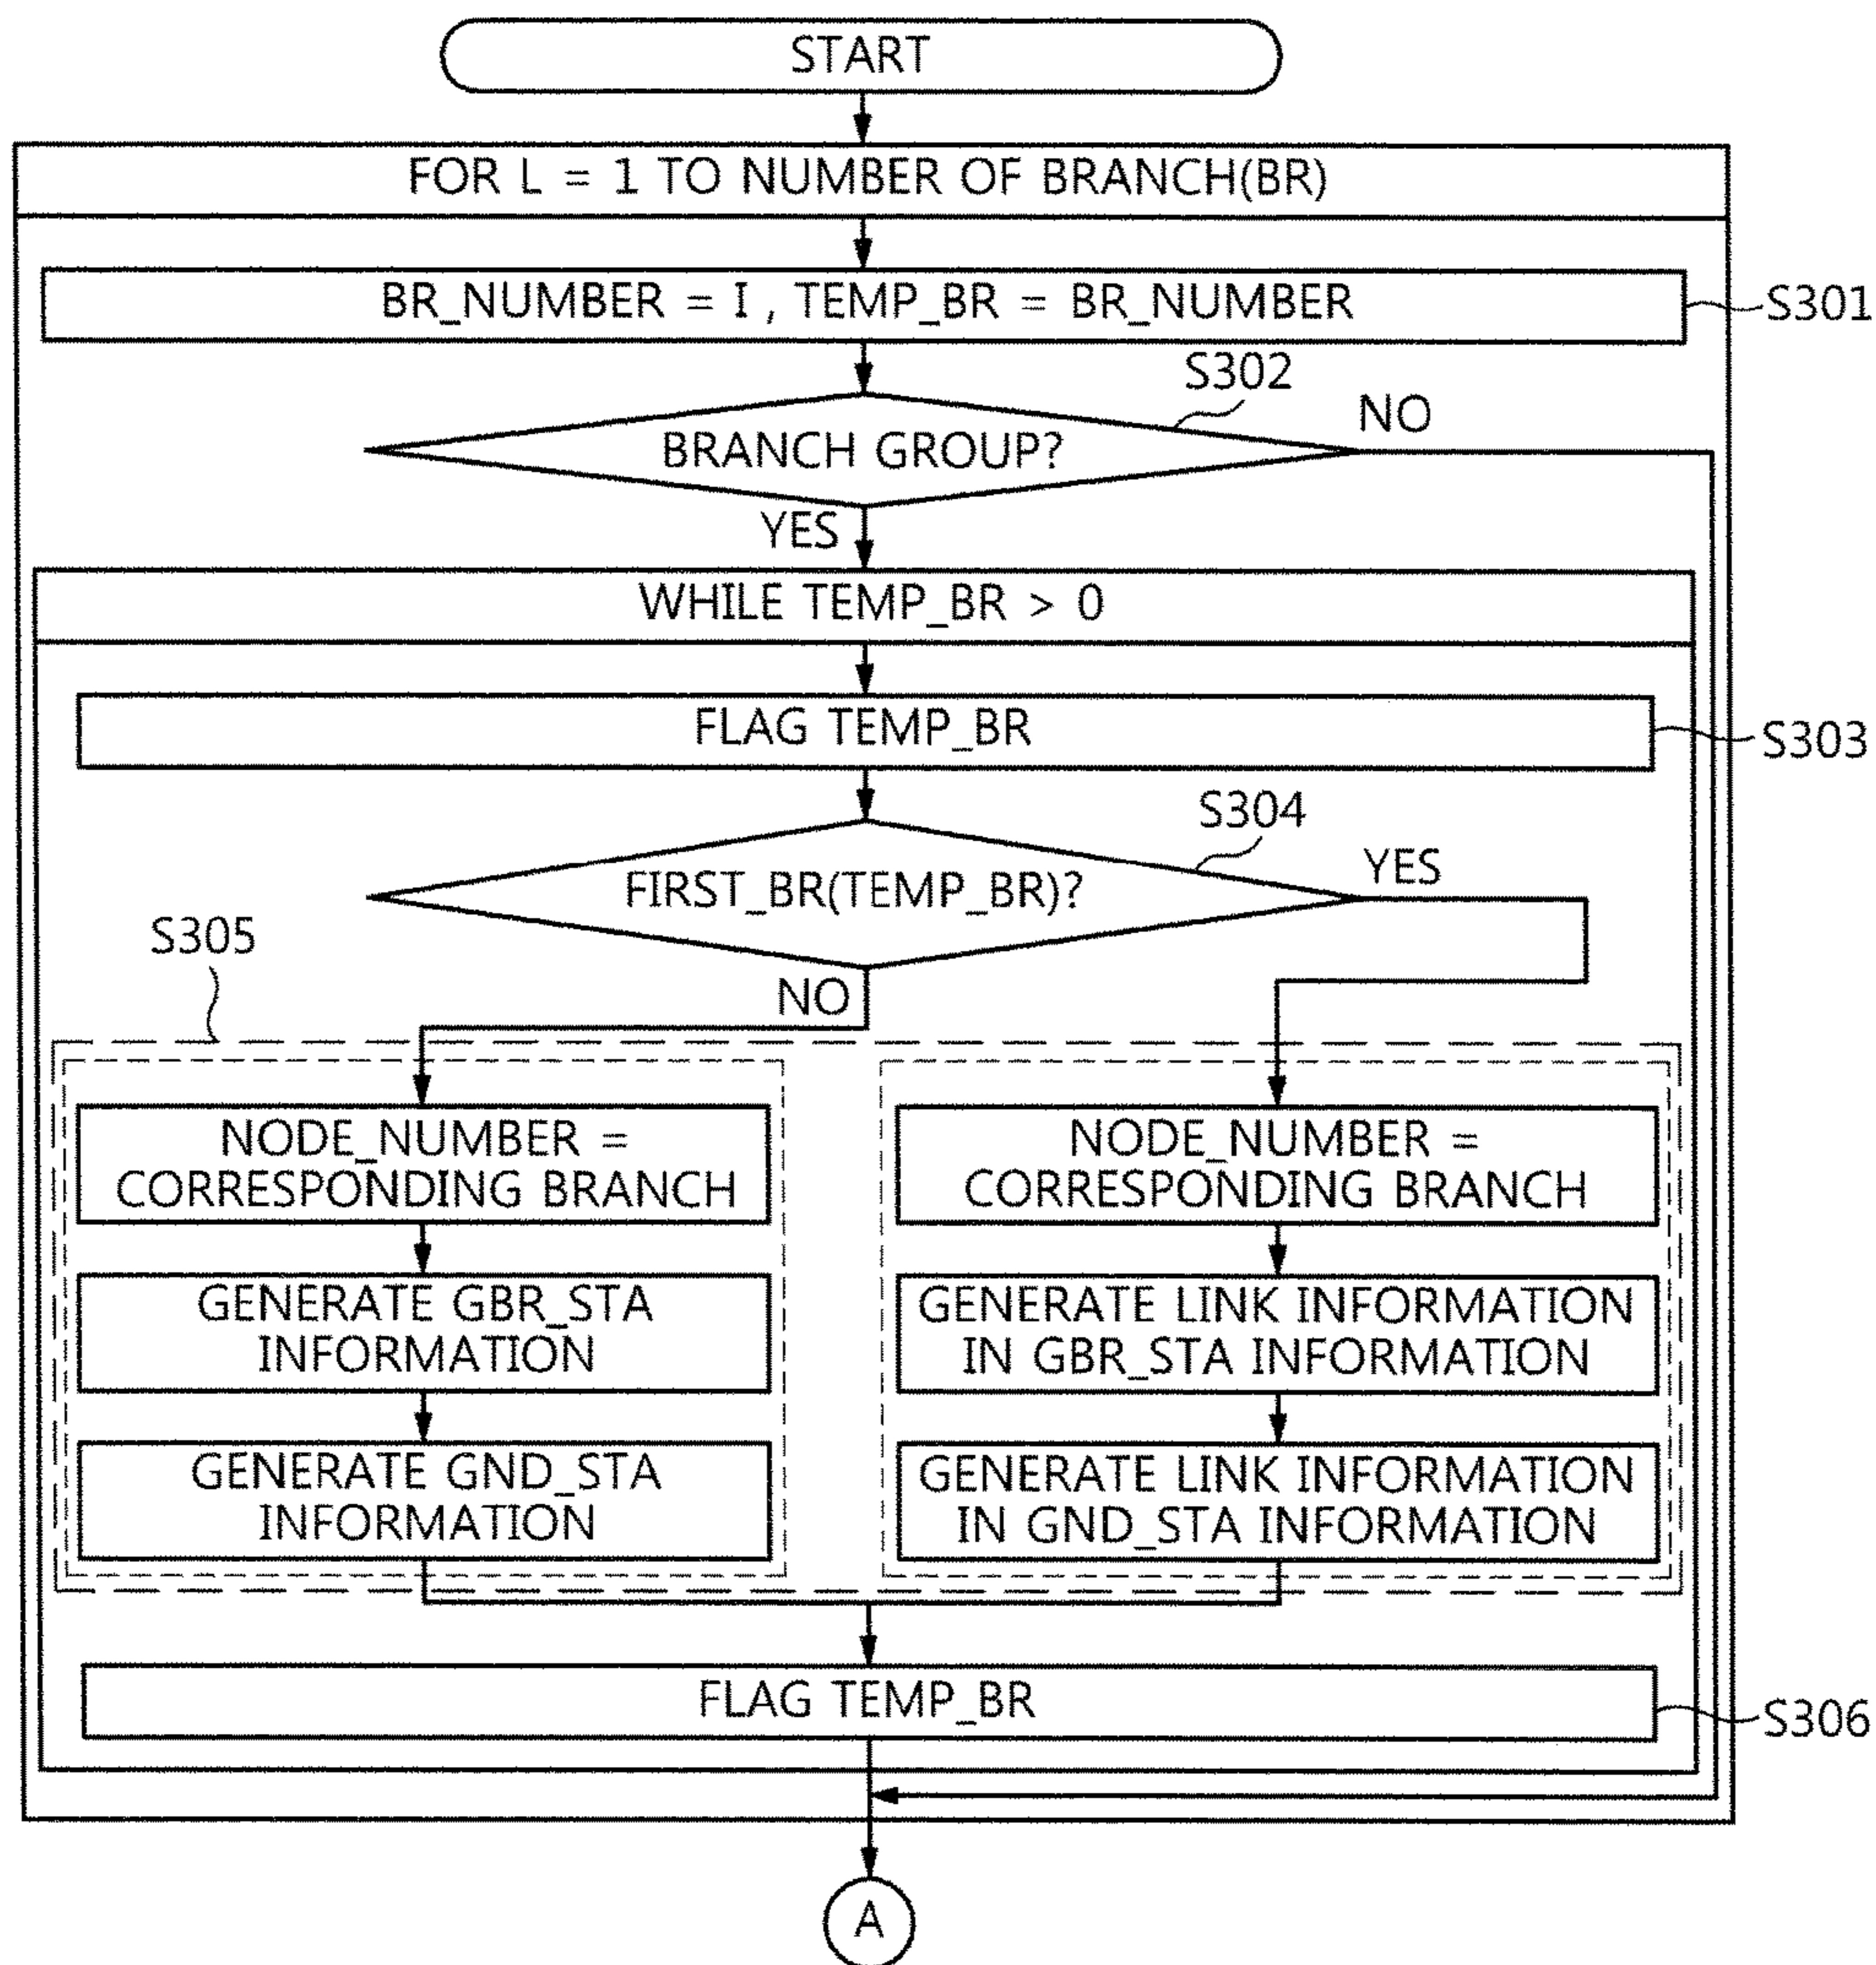 START
FOR L = 1 TO NUMBER OF BRANCH(BR)
BR_NUMBER = I , TEMP_BR = BR_NUMBER
S301
S302
BRANCH GROUP?
NO
YES
WHILE TEMP_BR > 0
FLAG TEMP_BR
S303
S304
FIRST_BR(TEMP_BR)?
YES
S305
NO
NODE_NUMBER =
CORRESPONDING BRANCH
GENERATE GBR_STA
INFORMATION
GENERATE GND_STA
INFORMATION
NODE_NUMBER =
CORRESPONDING BRANCH
GENERATE LINK INFORMATION
IN GBR_STA INFORMATION
GENERATE LINK INFORMATION
IN GND_STA INFORMATION
FLAG TEMP_BR
S306
A